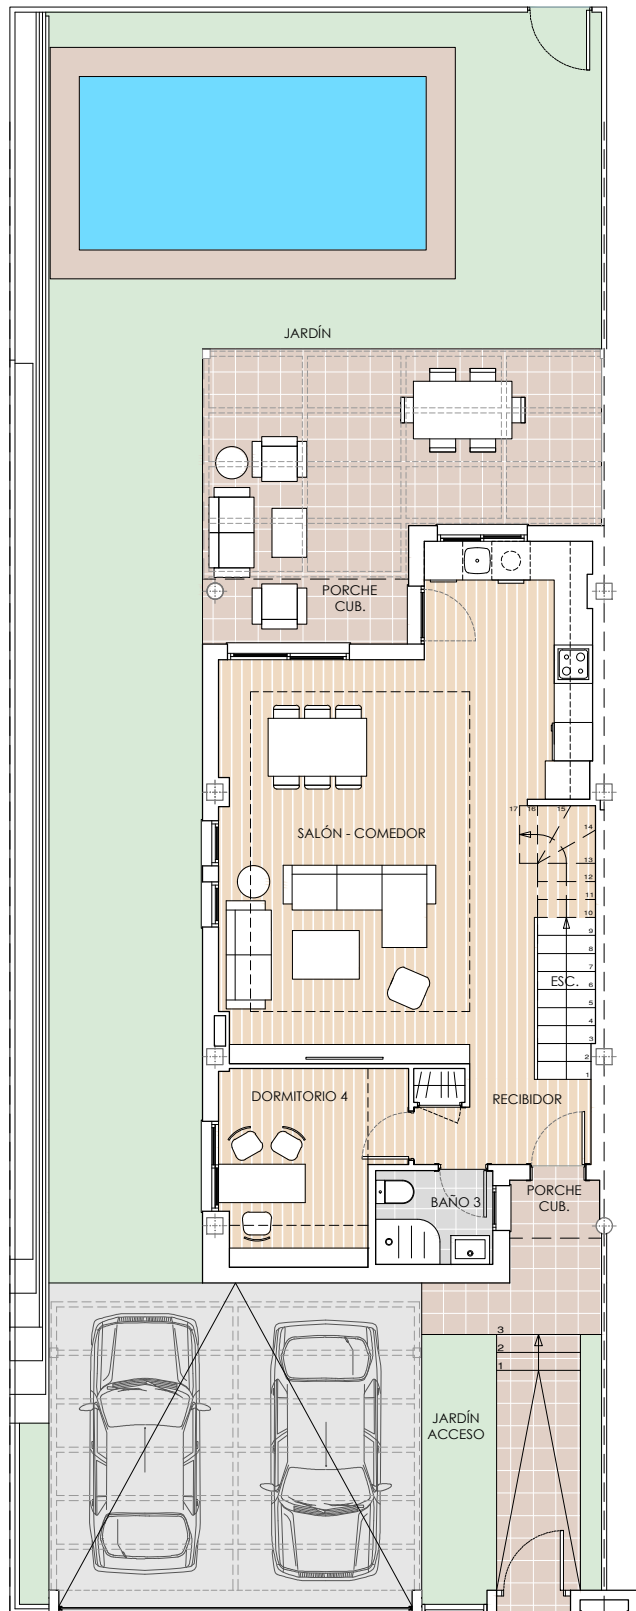 JARDÍN
PORCHE
CUB.
17
16
15
14
SALÓN - COMEDOR
13
12
11
10
9
8
7
ESC.
6
5
4
3
2
1
DORMITORIO 4
RECIBIDOR
BAÑO 3
PORCHE
CUB.
3
2
1
JARDÍN
ACCESO